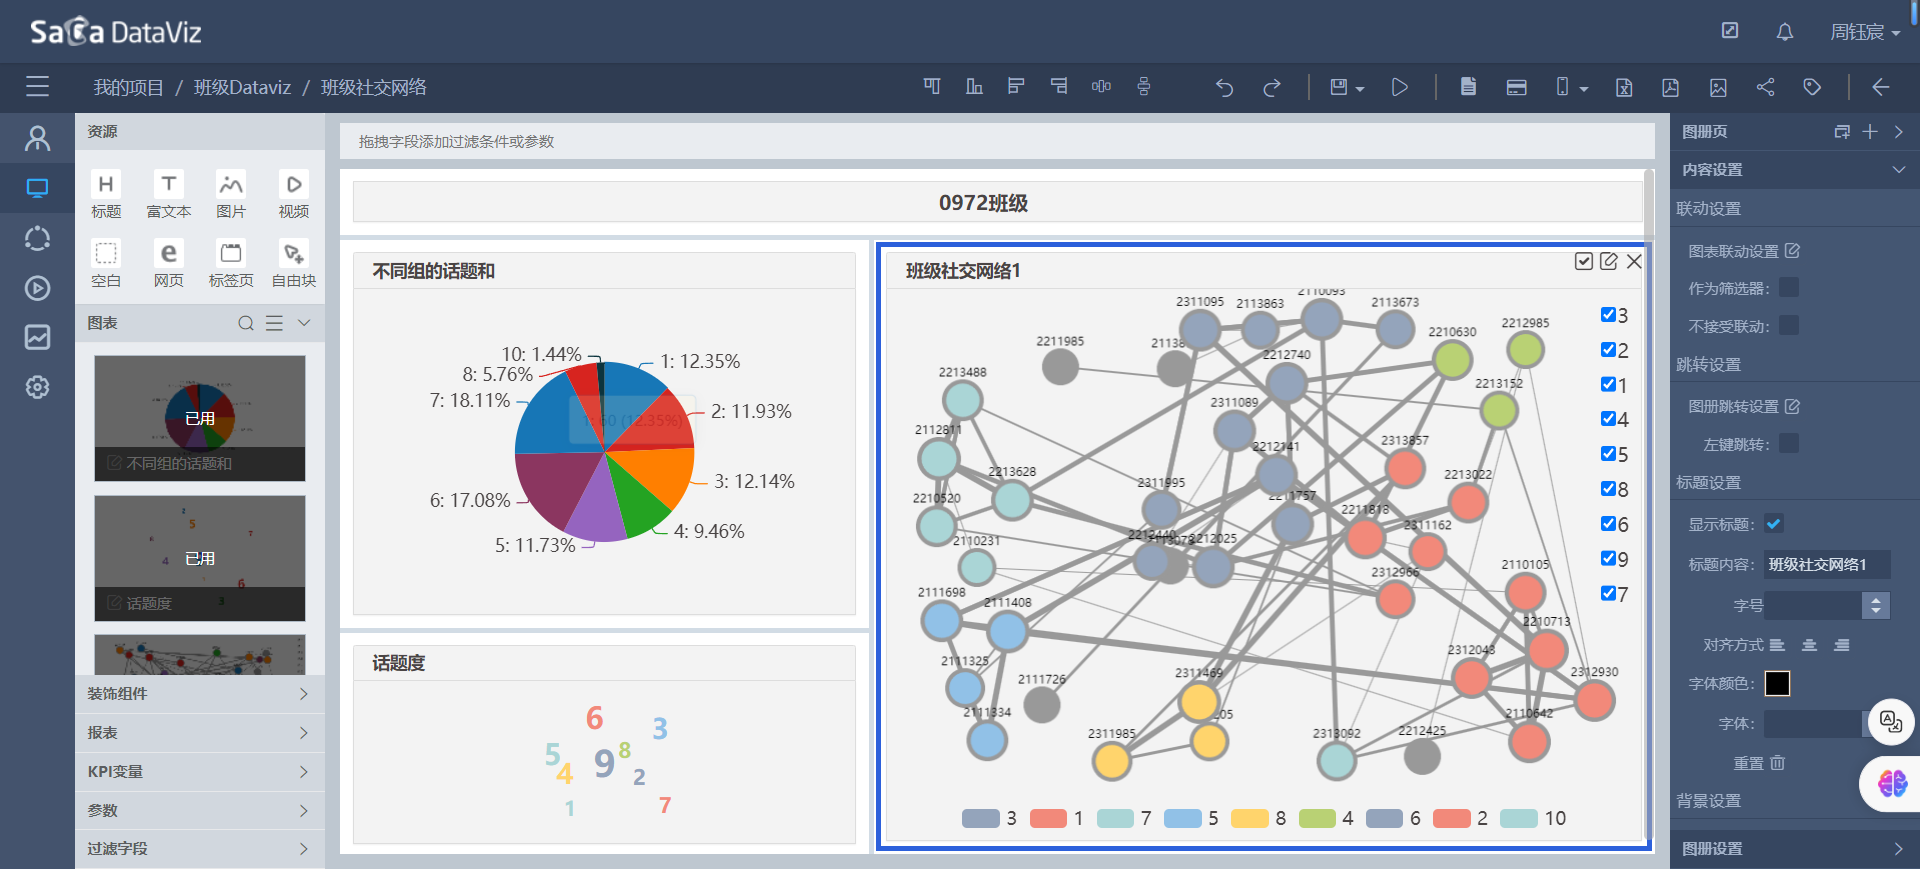 SaCa DataViz
周钰宸
我的项目 / 班级Dataviz / 班级社交网络
资源
H
T
标题
富文本
图片
视频
e
空白
网页
标签页
自由块
图表
已用
不同组的话题和
已用
话题度
装饰组件
报表
KPI变量
参数
过滤字段
拖拽字段添加过滤条件或参数
0972班级
不同组的话题和
10: 1.44%
1: 12.35%
8: 5.76%
7: 18.11%
2: 11.93%
1: 60 (12.35%)
3: 12.14%
6: 17.08%
4: 9.46%
5: 11.73%
话题度
6
3
5
8
9
4
2
1
7
班级社交网络1
2110093
2311095
2113863
2113673
2212985
2210630
2211985
21138
2212740
2213488
2213152
2311089
2112811
2313857
2212141
2213628
2213022
2311995
2210520
2211757
2211818
2311162
2212440
2212025
2110231
2312966
2110105
2111698
2111408
2210713
2312043
2111325
2311469
2312930
2111726
2111334
205
2110642
2311985
2313092
2212425
3
2
1
4
5
8
6
9
7
3 1 7 5 8 4 6 2 10
图册页
内容设置
联动设置
图表联动设置
作为筛选器:
不接受联动:
跳转设置
图册跳转设置
左键跳转:
标题设置
显示标题:
标题内容: 班级社交网络1
字号
对齐方式
字体颜色:
字体:
重置
背景设置
图册设置